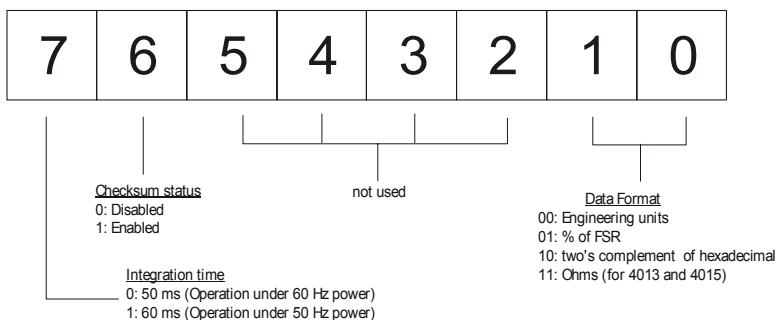 7 6 5 4 3 2 1 0
Checksum status
0: Disabled
1: Enabled
not used
Data Format
00: Engineering units
01: % of FSR
10: two's complement of hexadecimal
11: Ohms (for 4013 and 4015)
Integration time
0: 50 ms (Operation under 60 Hz power)
1: 60 ms (Operation under 50 Hz power)